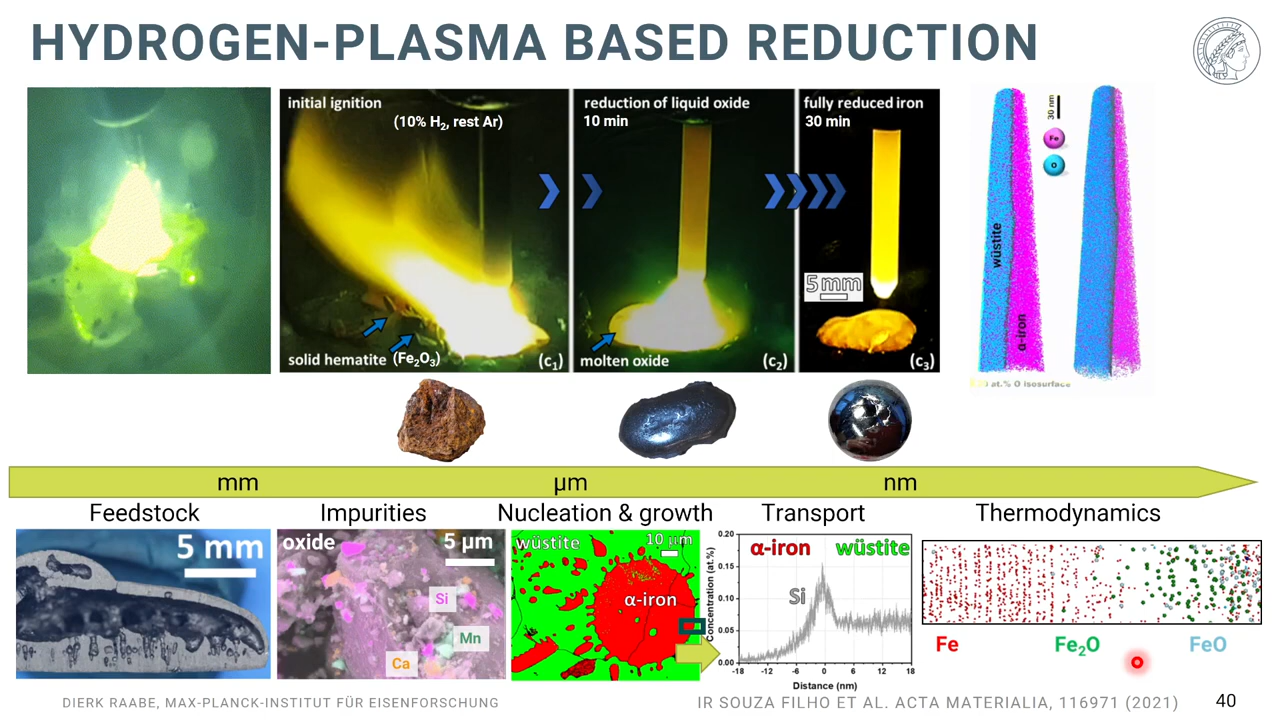 HYDROGEN-PLASMA BASED REDUCTION
initial ignition
(10% H₂, rest Ar)
solid hematite (Fe₂O₃)
(c₁)
reduction of liquid oxide
10 min
molten oxide
(c₂)
fully reduced iron
30 min
5 mm
(c₃)
30 nm
Fe
O
wüstite
α-iron
at.% O isosurface
mm
µm
nm
Feedstock
Impurities
Nucleation & growth
Transport
Thermodynamics
5 mm
oxide
5 µm
Si
Mn
Ca
wüstite
10 µm
α-iron
Concentration (at.%)
0.20
0.15
0.10
0.05
0.00
α-iron
wüstite
Si
-18 -12 -6 0 6 12 18
Distance (nm)
Fe
Fe₂O
FeO
DIERK RAABE, MAX-PLANCK-INSTITUT FÜR EISENFORSCHUNG
IR SOUZA FILHO ET AL. ACTA MATERIALIA, 116971 (2021)
40